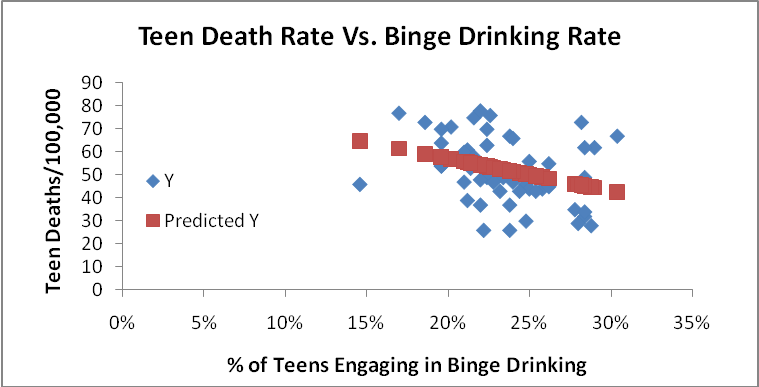 Teen Death Rate Vs. Binge Drinking Rate
Teen Deaths/100,000
90
80
70
60
50
40
30
20
10
0
Y
Predicted Y
0% 5% 10% 15% 20% 25% 30% 35%
% of Teens Engaging in Binge Drinking